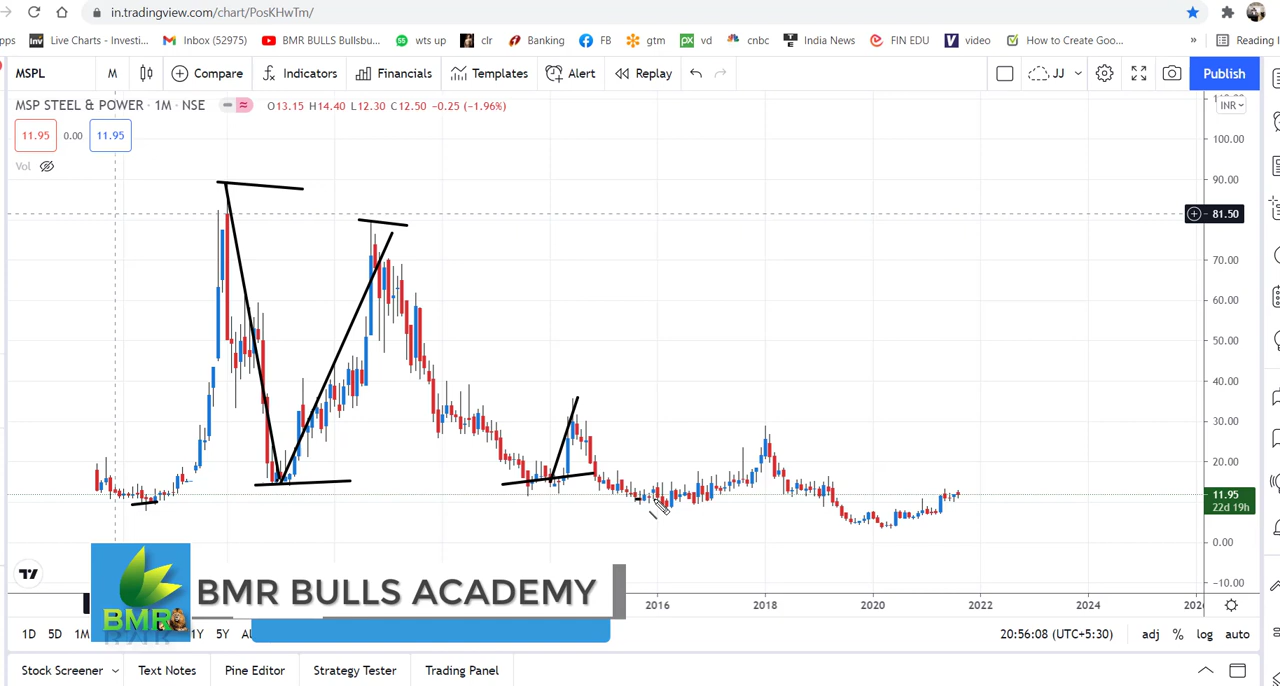 in.tradingview.com/chart/PosKHwTm/
pps Live Charts - Investi... Inbox (52975) BMR BULLS Bullsbu... wts up clr Banking FB gtm vd cnbc India News FIN EDU video How to Create Goo... » Reading
MSPL M Compare Indicators Financials Templates Alert Replay JJ Publish
MSP STEEL & POWER · 1M · NSE O13.15 H14.40 L12.30 C12.50 -0.25 (-1.96%) INR
11.95 0.00 11.95
Vol
100.00
90.00
81.50
70.00
60.00
50.00
40.00
30.00
20.00
11.95
22d 19h
0.00
-10.00
BMR BULLS ACADEMY
BMR
2016 2018 2020 2022 2024
1D 5D 1M 1Y 5Y 20:56:08 (UTC+5:30) adj % log auto
Stock Screener Text Notes Pine Editor Strategy Tester Trading Panel